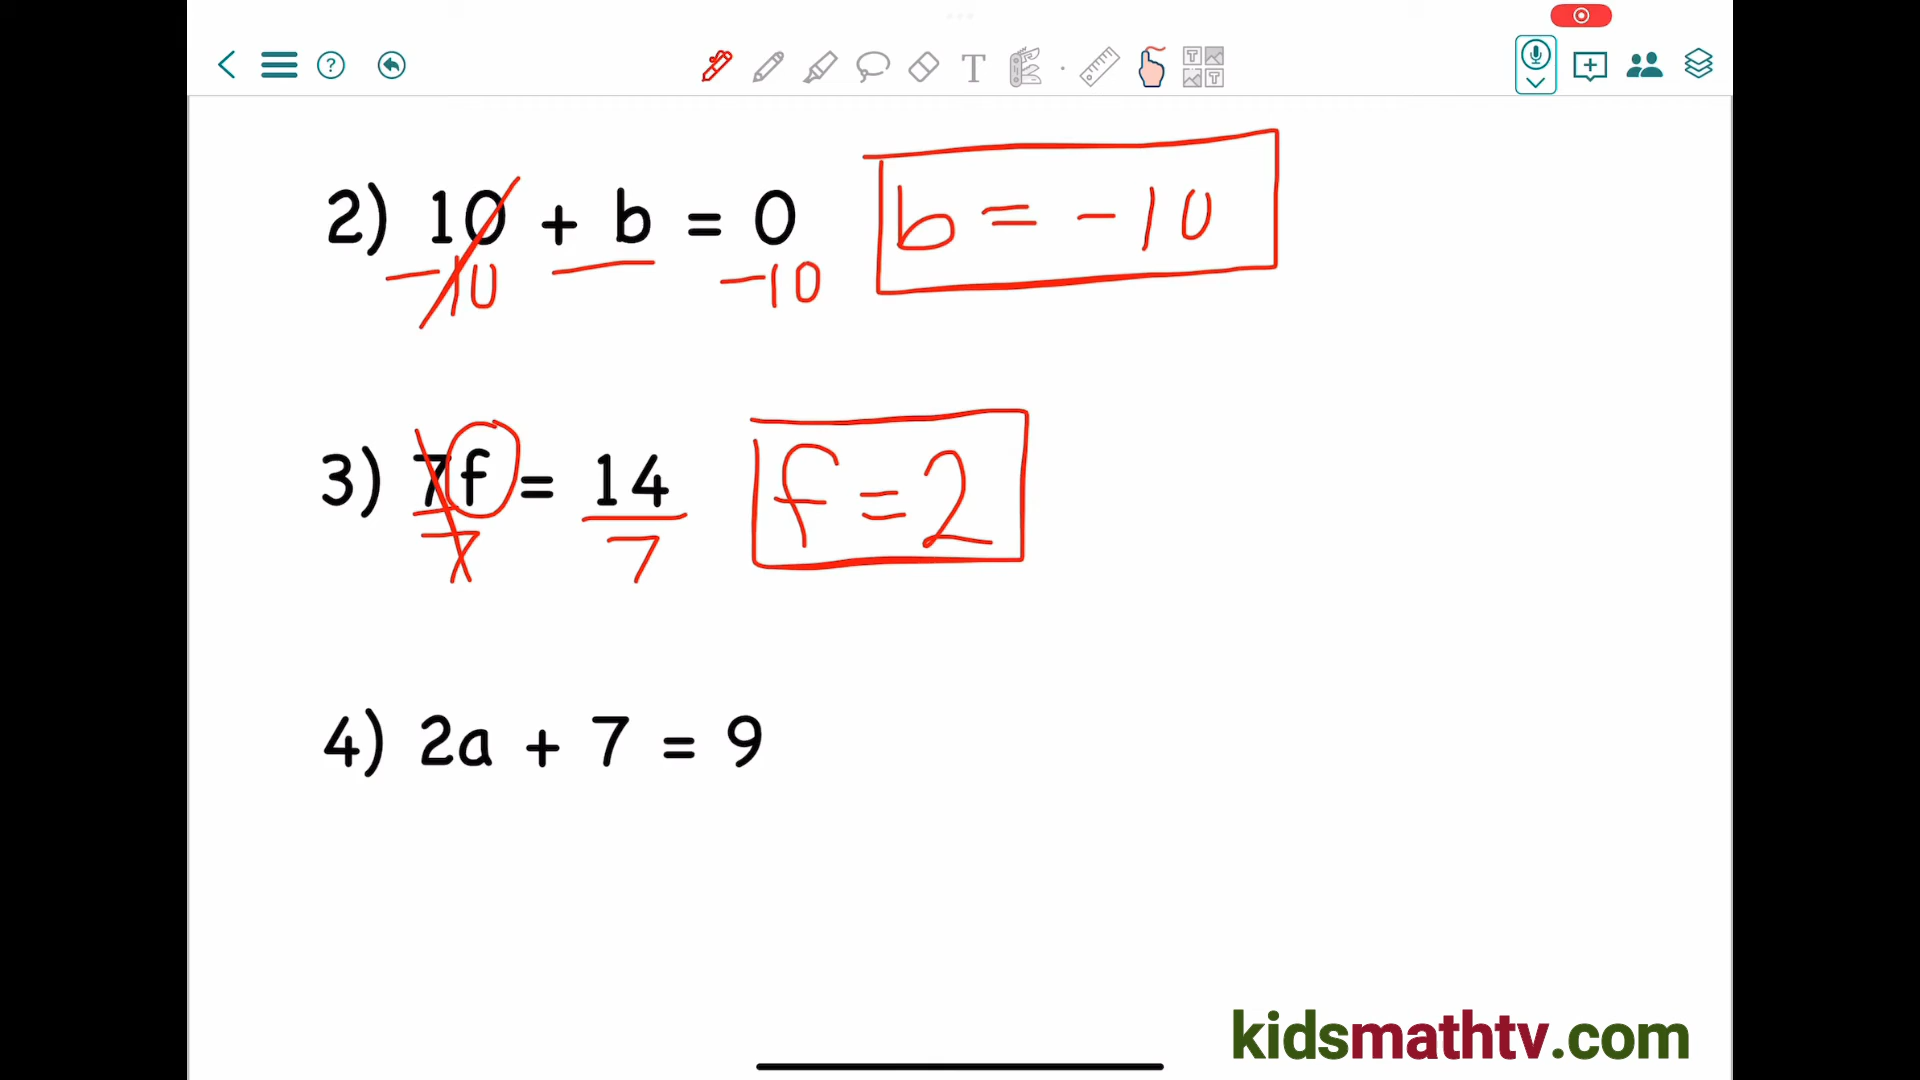 2) 10 + b = 0 b = -10
-10 -10
3) 7f = 14 f = 2
7 7
4) 2a + 7 = 9
kidsmathtv.com